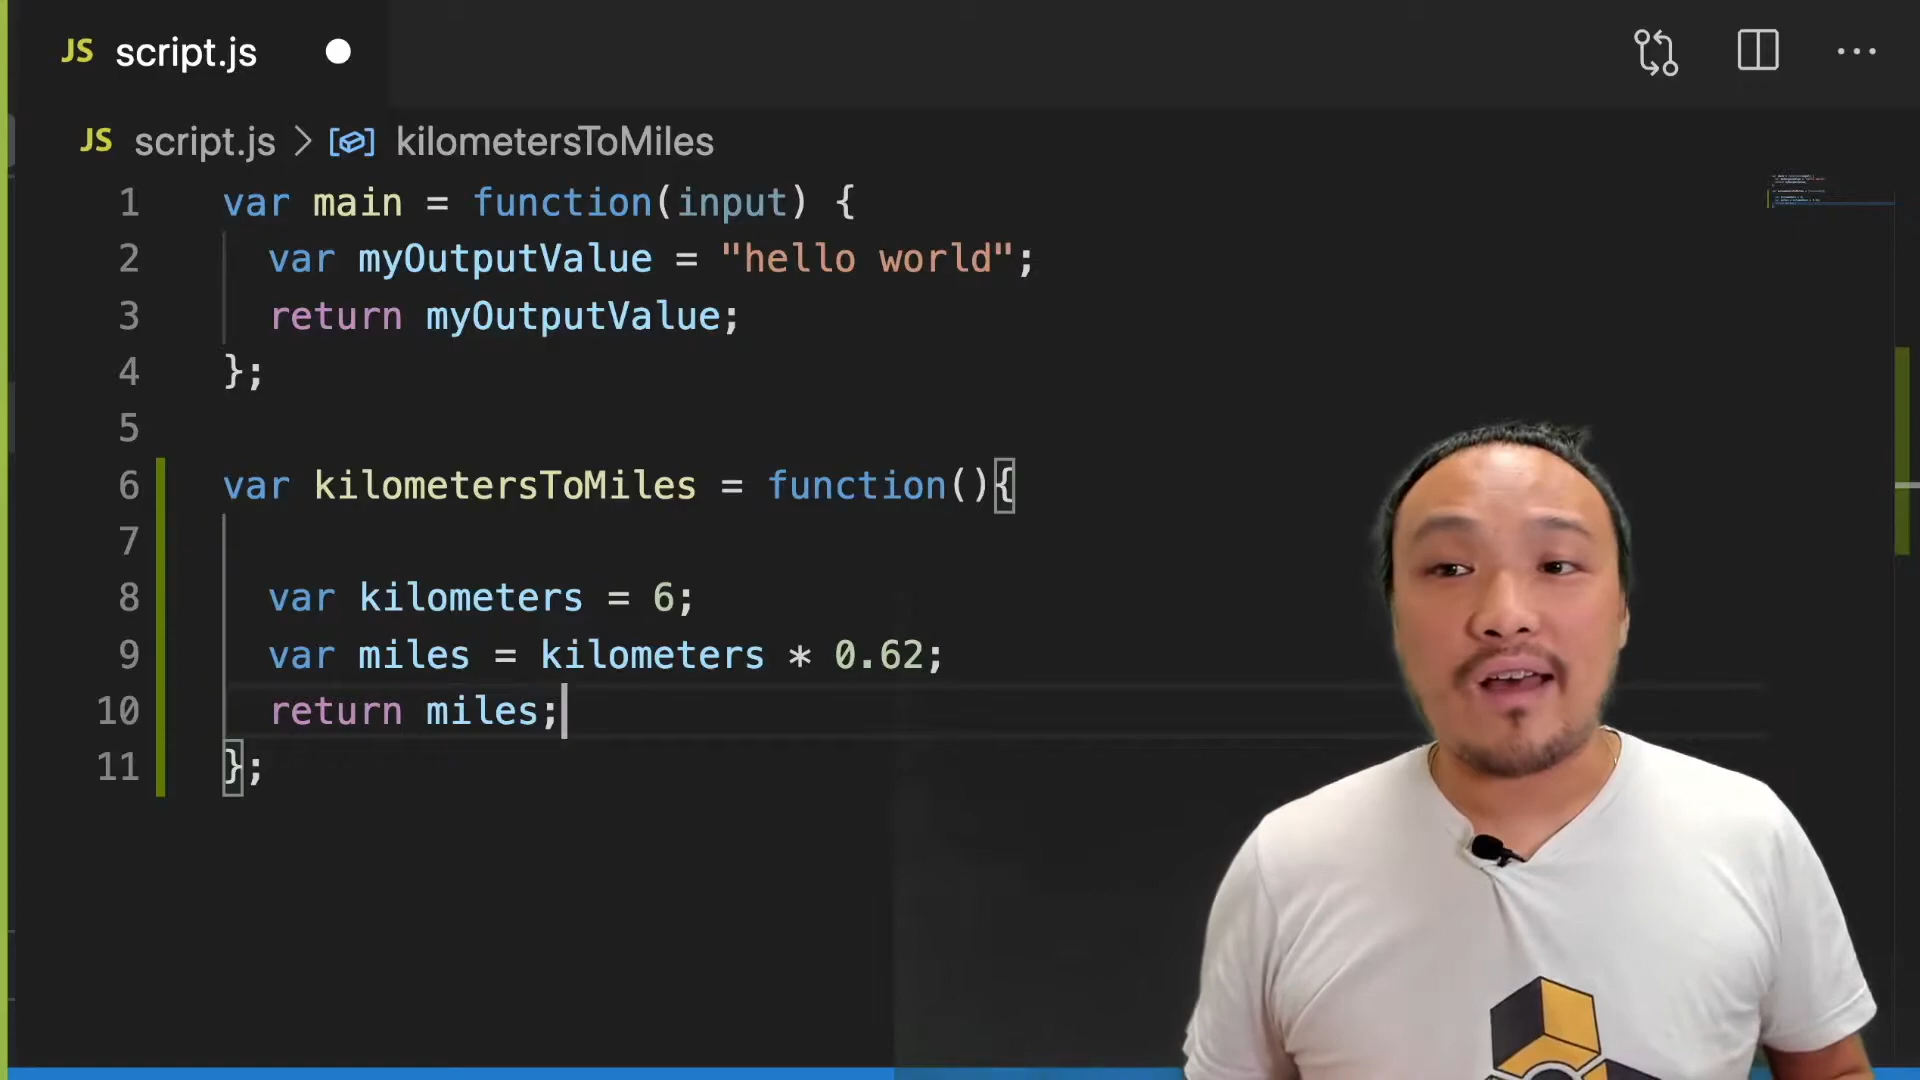 JS script.js
JS script.js > kilometersToMiles
1 var main = function(input) {
2 var myOutputValue = "hello world";
3 return myOutputValue;
4 };
5
6 var kilometersToMiles = function(){
7
8 var kilometers = 6;
9 var miles = kilometers * 0.62;
10 return miles;
11 };